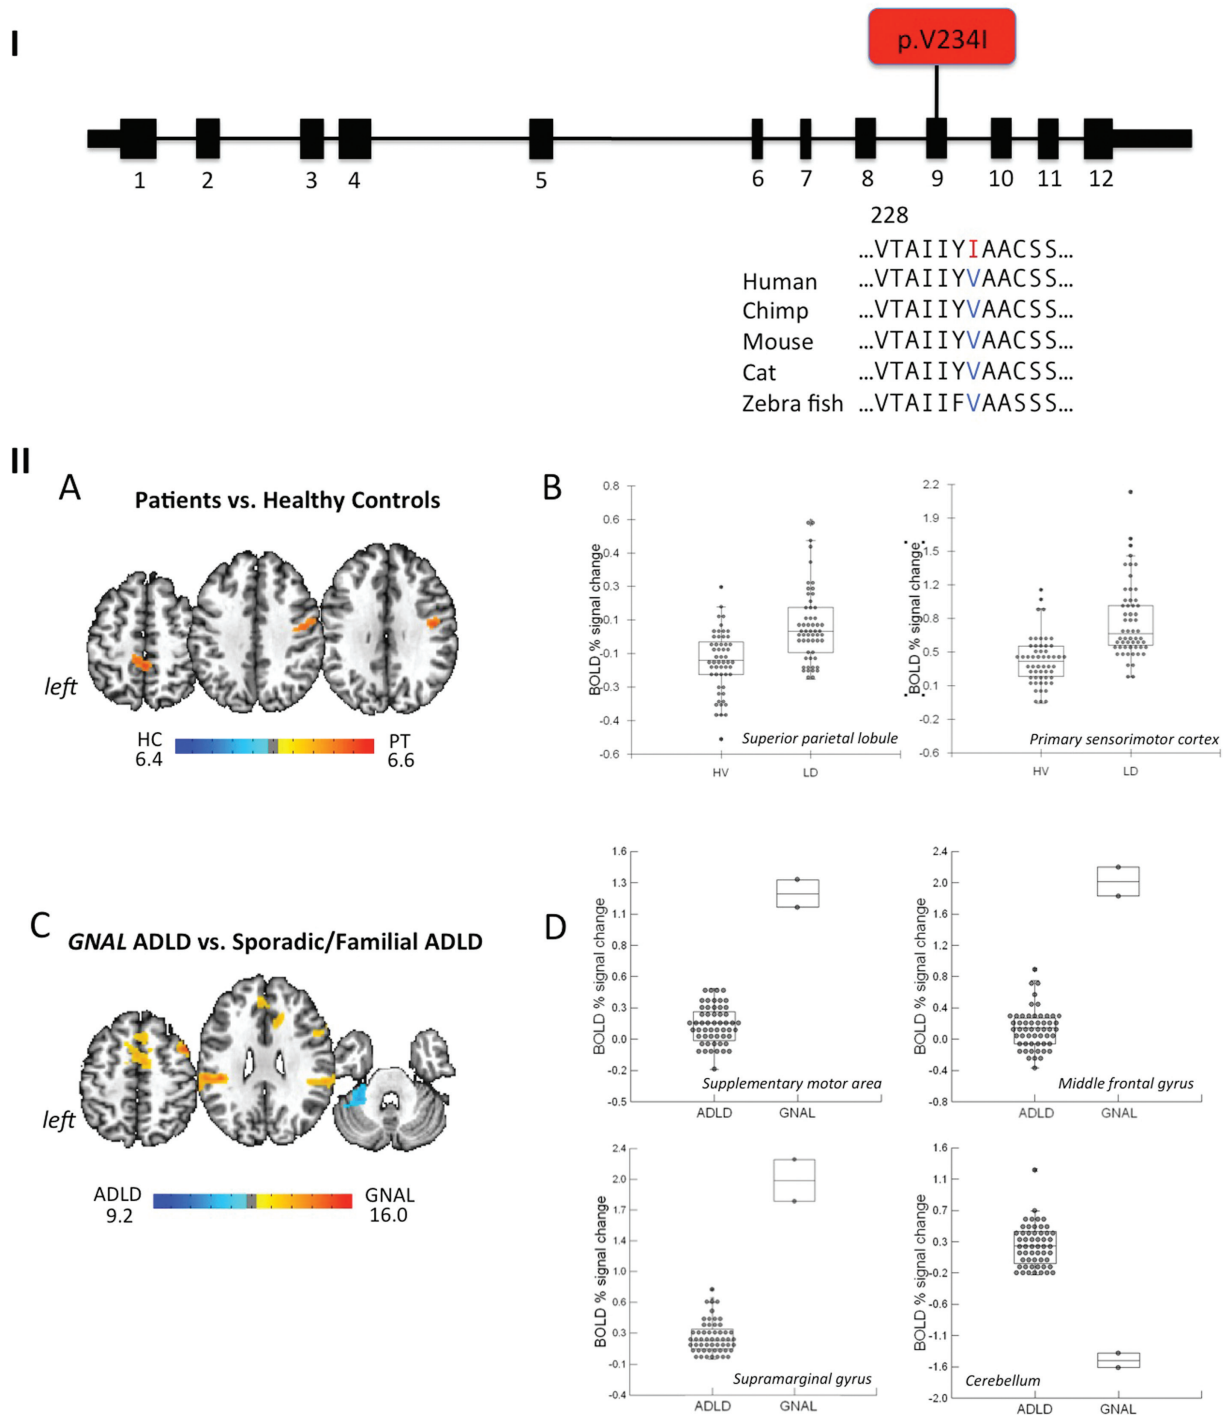 I
p.V234I
1 2 3 4 5 6 7 8 9 10 11 12
228
...VTAIIYIAACSS...
Human ...VTAIIYVAACSS...
Chimp ...VTAIIYVAACSS...
Mouse ...VTAIIYVAACSS...
Cat ...VTAIIYVAACSS...
Zebra fish ...VTAIIFVAASSS...
II
A
Patients vs. Healthy Controls
left
HC PT
6.4 6.6
B
BOLD % signal change
0.8
0.6
0.4
0.3
0.1
-0.1
-0.3
-0.4
-0.6
Superior parietal lobule
HV LD
BOLD % signal change
2.2
1.9
1.5
1.2
0.8
0.5
0.1
-0.2
-0.6
Primary sensorimotor cortex
HV LD
C
GNAL ADLD vs. Sporadic/Familial ADLD
left
ADLD GNAL
9.2 16.0
D
BOLD % signal change
1.6
1.3
1.1
0.8
0.6
0.3
0.0
-0.2
-0.5
Supplementary motor area
ADLD GNAL
BOLD % signal change
2.4
2.0
1.6
1.2
0.8
0.4
0.0
-0.4
-0.8
Middle frontal gyrus
ADLD GNAL
BOLD % signal change
2.4
2.0
1.7
1.4
1.0
0.6
0.3
-0.1
-0.4
Supramarginal gyrus
ADLD GNAL
BOLD % signal change
1.6
1.1
0.7
0.3
-0.2
-0.6
-1.1
-1.6
-2.0
Cerebellum
ADLD GNAL